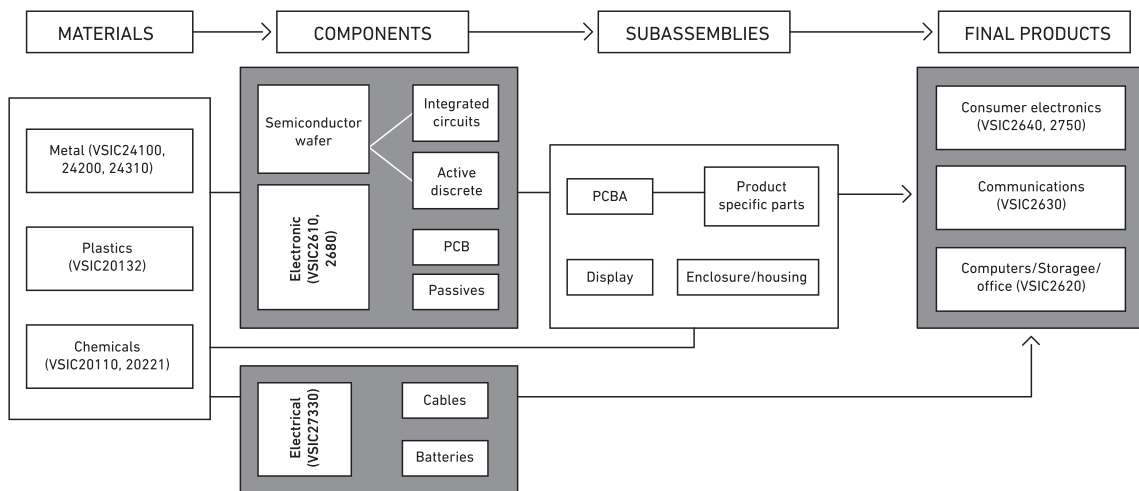 MATERIALS
COMPONENTS
SUBASSEMBLIES
FINAL PRODUCTS
Metal (VSIC24100,
24200, 24310)
Plastics
(VSIC20132)
Chemicals
(VSIC20110, 20221)
Semiconductor
wafer
Integrated
circuits
Active
discrete
Electronic
(VSIC2610,
2680)
PCB
Passives
Electrical
(VSIC27330)
Cables
Batteries
PCBA
Product
specific parts
Display
Enclosure/housing
Consumer electronics
(VSIC2640, 2750)
Communications
(VSIC2630)
Computers/Storagee/
office (VSIC2620)